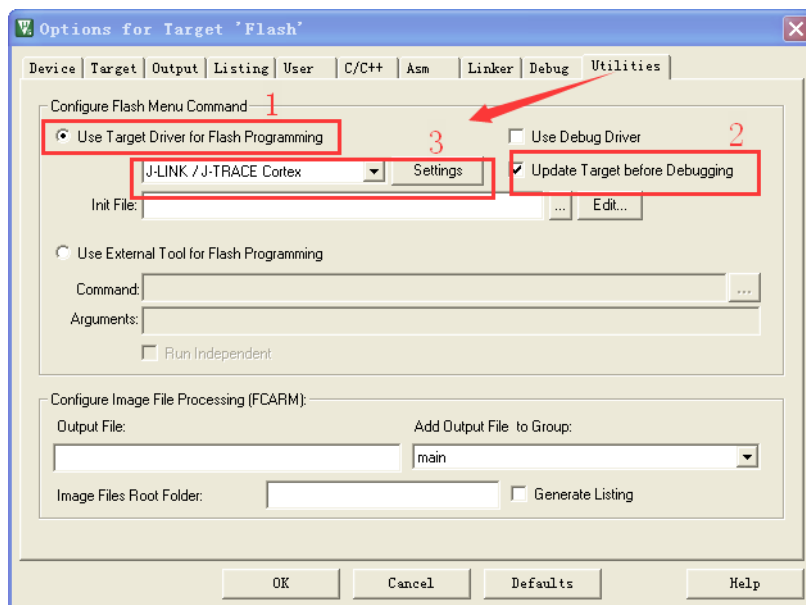 Options for Target 'Flash'
Device Target Output Listing User C/C++ Asm Linker Debug Utilities
Configure Flash Menu Command
1
Use Target Driver for Flash Programming
Use Debug Driver
3
2
J-LINK / J-TRACE Cortex
Settings
Update Target before Debugging
Init File:
...
Edit...
Use External Tool for Flash Programming
Command:
...
Arguments:
Run Independent
Configure Image File Processing (FCARM):
Output File:
Add Output File to Group:
main
Image Files Root Folder:
Generate Listing
OK Cancel Defaults Help